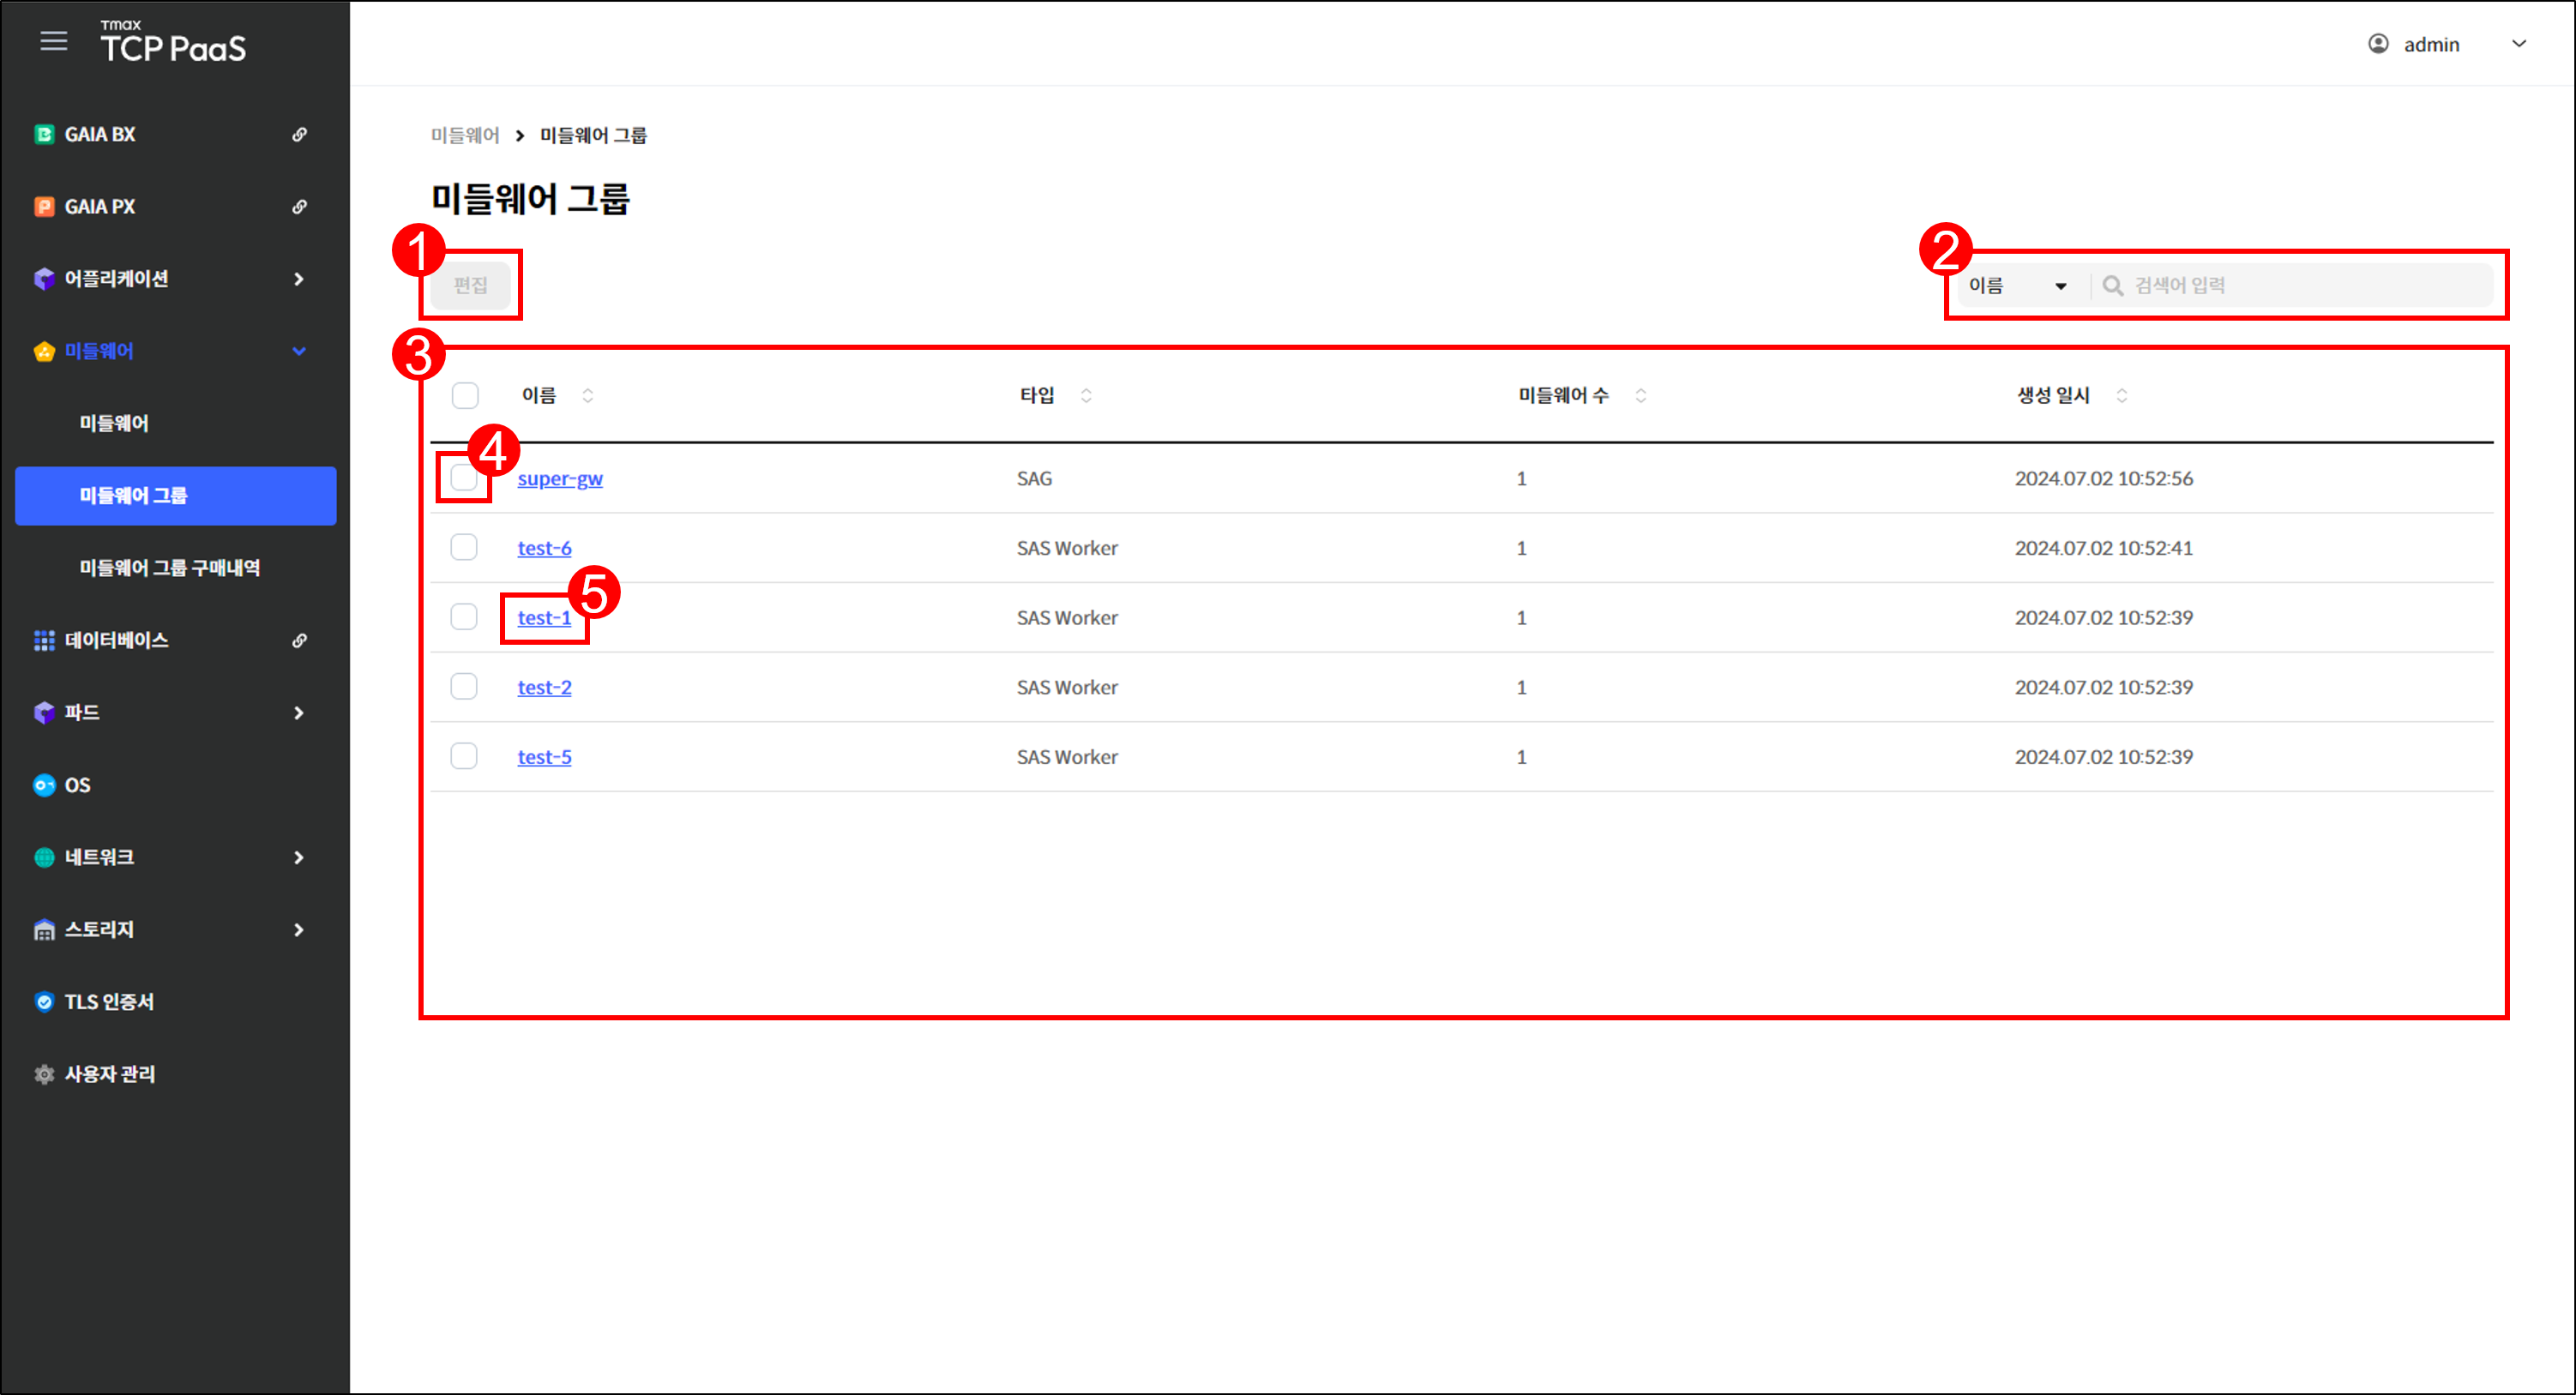 Tmax
TCP PaaS
admin
GAIA BX
GAIA PX
어플리케이션
미들웨어
미들웨어
미들웨어 그룹
미들웨어 그룹 구매내역
데이터베이스
파드
OS
네트워크
스토리지
TLS 인증서
사용자 관리
미들웨어 > 미들웨어 그룹
미들웨어 그룹
1
편집
2
이름
검색어 입력
3
이름 타입 미들웨어 수 생성 일시
4
super-gw SAG 1 2024.07.02 10:52:56
test-6 SAS Worker 1 2024.07.02 10:52:41
5
test-1 SAS Worker 1 2024.07.02 10:52:39
test-2 SAS Worker 1 2024.07.02 10:52:39
test-5 SAS Worker 1 2024.07.02 10:52:39